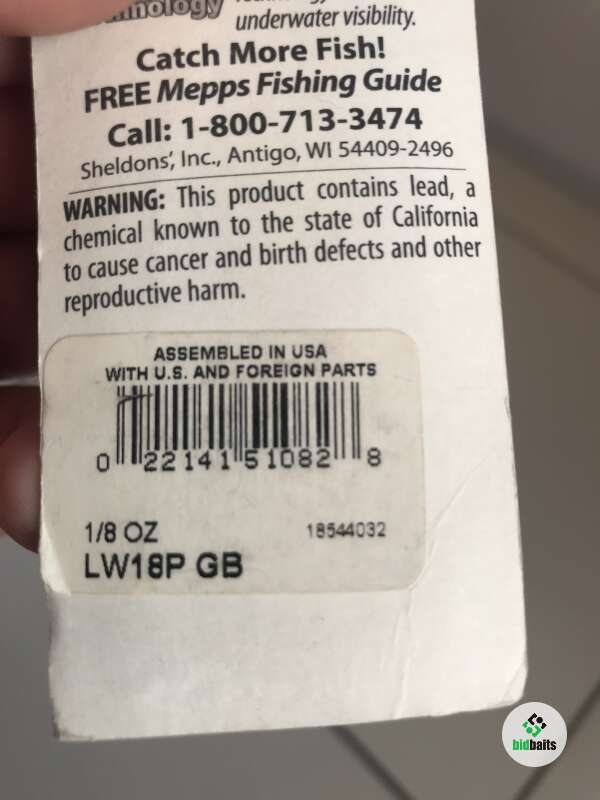 underwater visibility.
Catch More Fish!
FREE Mepps Fishing Guide
Call: 1-800-713-3474
Sheldons', Inc., Antigo, WI 54409-2496
WARNING: This product contains lead, a
chemical known to the state of California
to cause cancer and birth defects and other
reproductive harm.
ASSEMBLED IN USA
WITH U.S. AND FOREIGN PARTS
0 22141 51082 8
1/8 OZ 18544032
LW18P GB
bidbaits